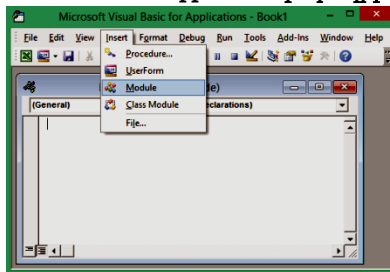 Microsoft Visual Basic for Applications - Book1
File Edit View Insert Format Debug Run Tools Add-Ins Window Help
Procedure...
UserForm
Module
Class Module
File...
(General)